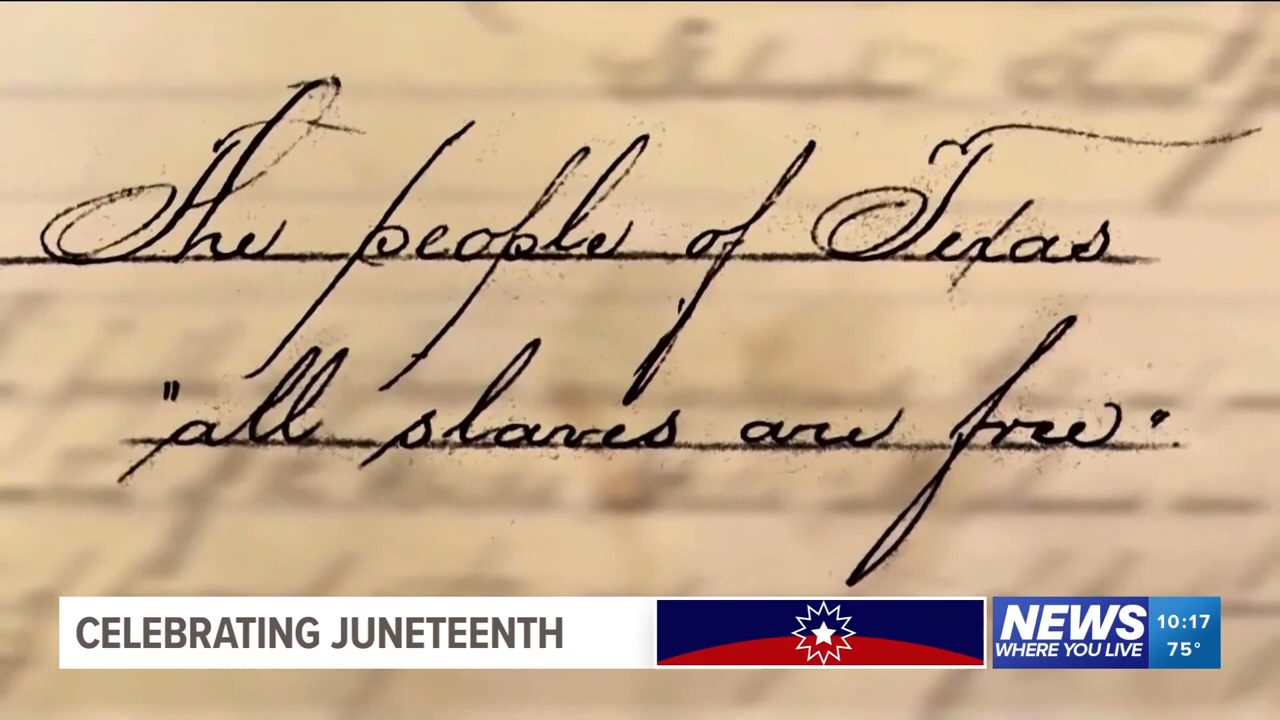 The people of Texas
"all slaves are free".
CELEBRATING JUNETEENTH
NEWS
WHERE YOU LIVE
10:17
75°